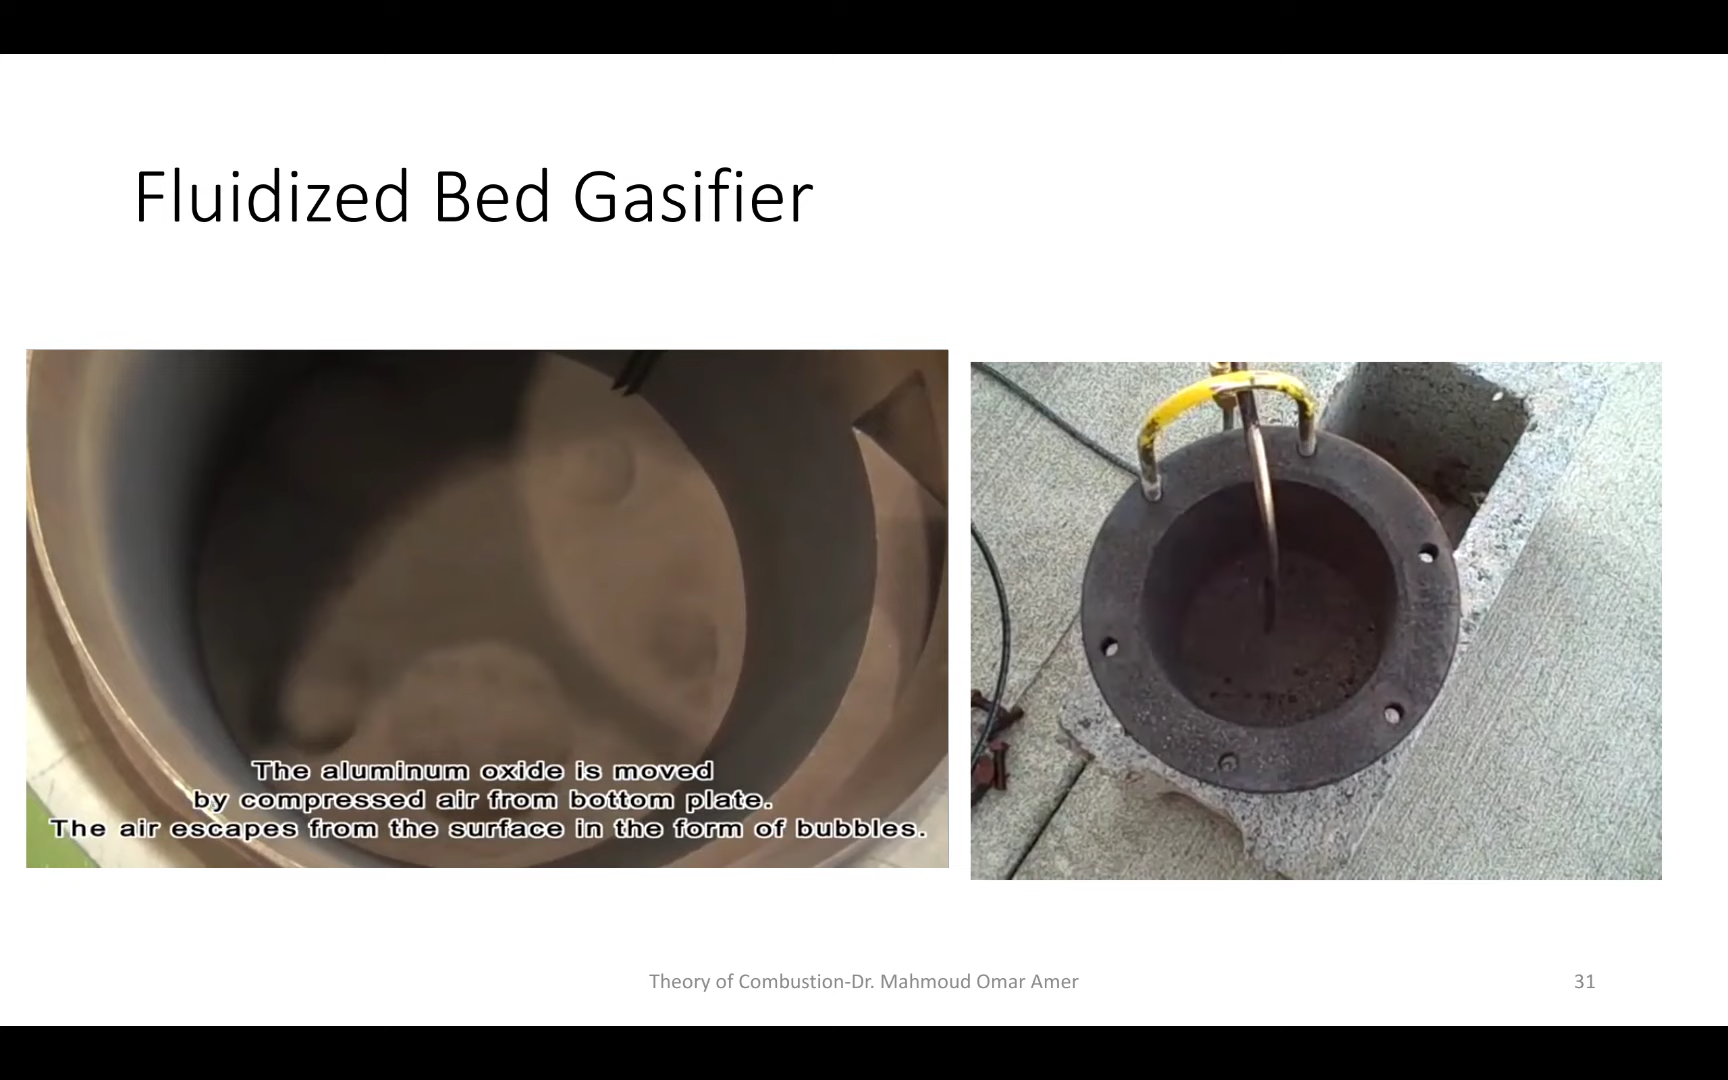 Fluidized Bed Gasifier
The aluminum oxide is moved
by compressed air from bottom plate.
The air escapes from the surface in the form of bubbles.
Theory of Combustion-Dr. Mahmoud Omar Amer
31